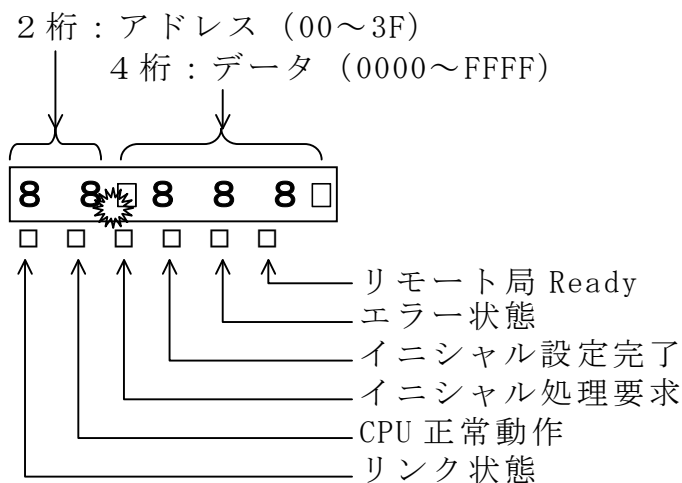 2桁：アドレス（00～3F）
4桁：データ（0000～FFFF）
8 8 □ 8 8 8 □
リモート局 Ready
エラー状態
イニシャル設定完了
イニシャル処理要求
CPU 正常動作
リンク状態